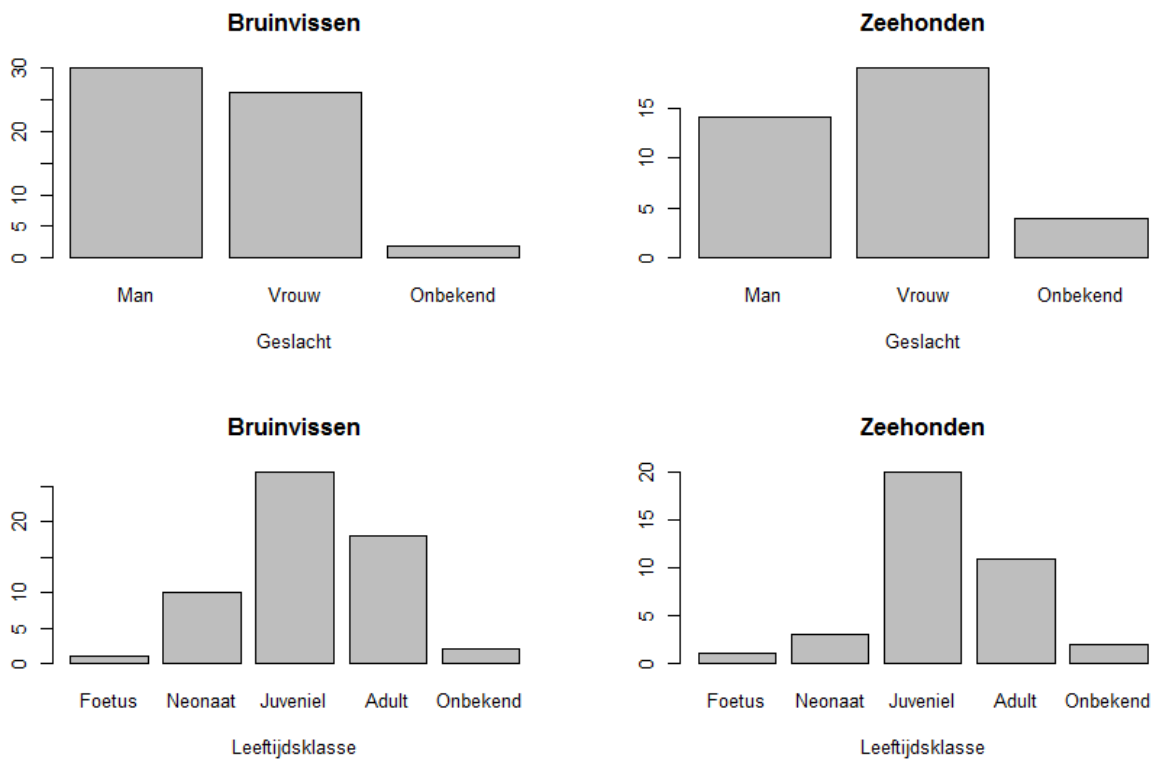 Bruinvissen
30
20
10
5
0
Man Vrouw Onbekend
Geslacht
Zeehonden
15
10
5
0
Man Vrouw Onbekend
Geslacht
Bruinvissen
20
10
5
0
Foetus Neonaat Juveniel Adult Onbekend
Leeftijdsklasse
Zeehonden
20
15
10
5
0
Foetus Neonaat Juveniel Adult Onbekend
Leeftijdsklasse